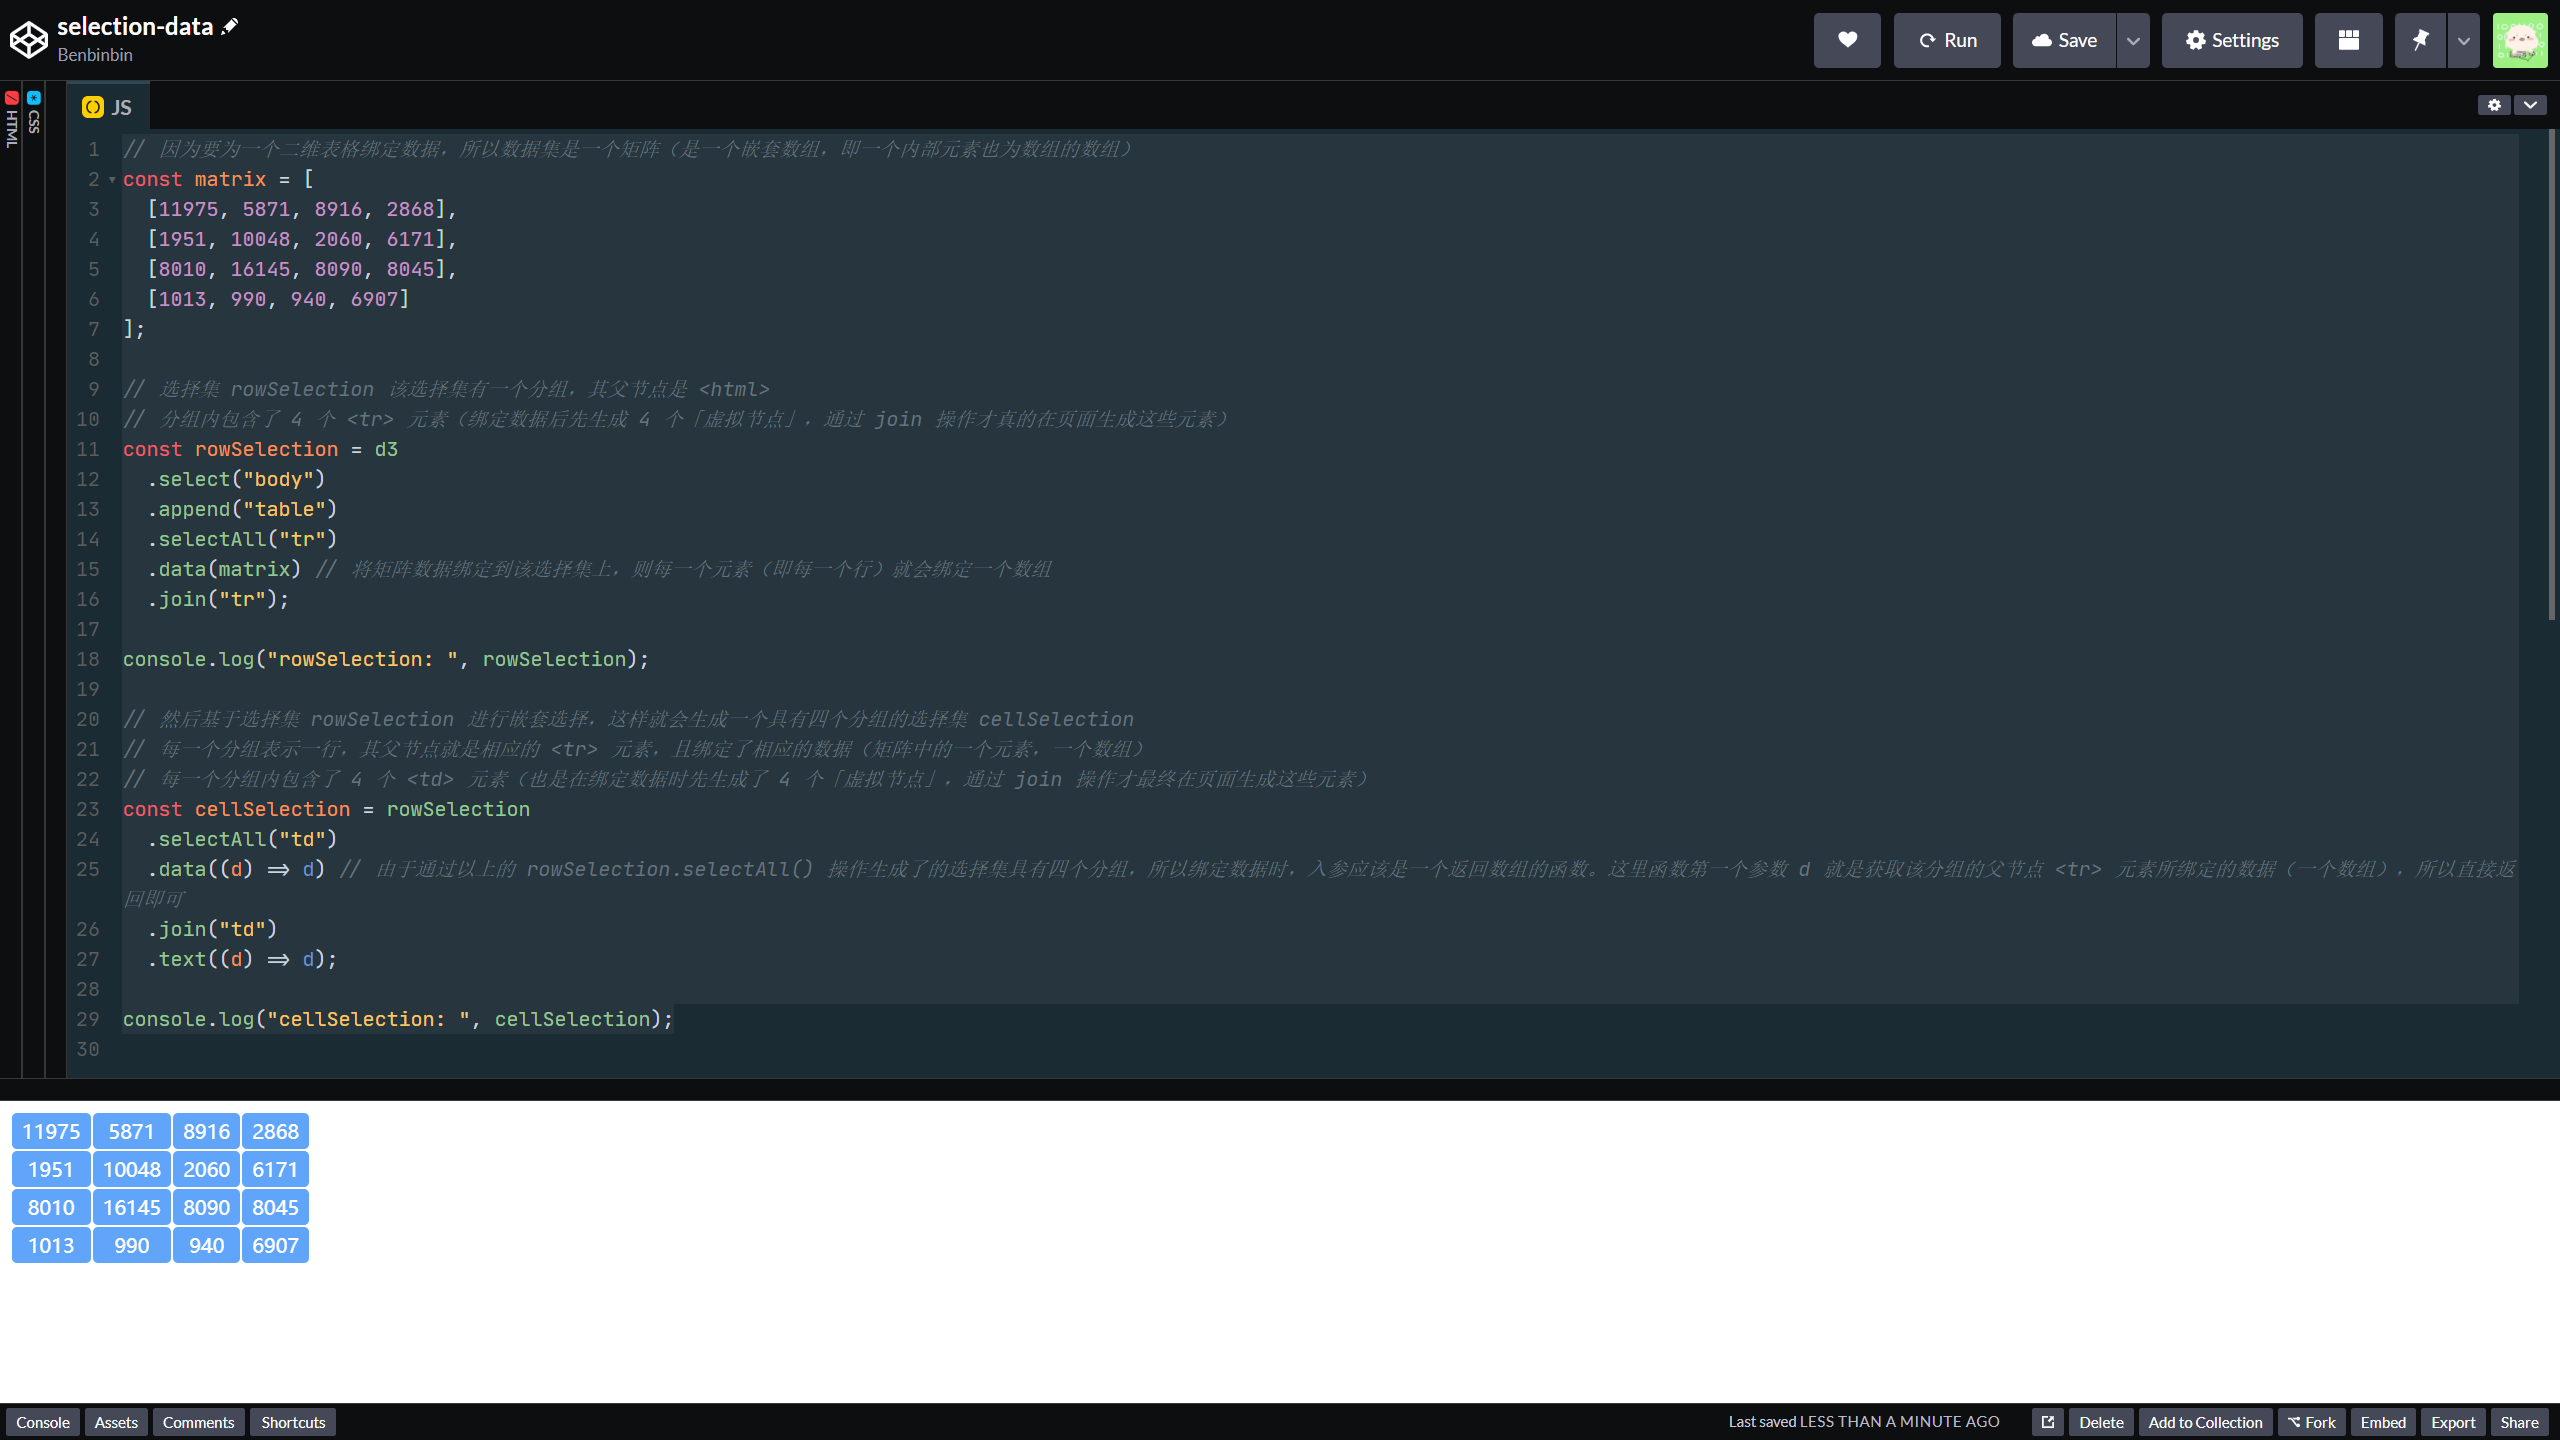 selection-data
Benbinbin
Run
Save
Settings
HTML
CSS
JS
1 // 因为要为一个二维表格绑定数据，所以数据集是一个矩阵（是一个嵌套数组，即一个内部元素也为数组的数组）
2 const matrix = [
3 [11975, 5871, 8916, 2868],
4 [1951, 10048, 2060, 6171],
5 [8010, 16145, 8090, 8045],
6 [1013, 990, 940, 6907]
7 ];
8
9 // 选择集 rowSelection 该选择集有一个分组，其父节点是 <html>
10 // 分组内包含了 4 个 <tr> 元素（绑定数据后先生成 4 个「虚拟节点」，通过 join 操作才真的在页面生成这些元素）
11 const rowSelection = d3
12 .select("body")
13 .append("table")
14 .selectAll("tr")
15 .data(matrix) // 将矩阵数据绑定到该选择集上，则每一个元素（即每一个行）就会绑定一个数组
16 .join("tr");
17
18 console.log("rowSelection: ", rowSelection);
19
20 // 然后基于选择集 rowSelection 进行嵌套选择，这样就会生成一个具有四个分组的选择集 cellSelection
21 // 每一个分组表示一行，其父节点就是相应的 <tr> 元素，且绑定了相应的数据（矩阵中的一个元素，一个数组）
22 // 每一个分组内包含了 4 个 <td> 元素（也是在绑定数据时先生成了 4 个「虚拟节点」，通过 join 操作才最终在页面生成这些元素）
23 const cellSelection = rowSelection
24 .selectAll("td")
25 .data((d) => d) // 由于通过以上的 rowSelection.selectAll() 操作生成了的选择集具有四个分组，所以绑定数据时，入参应该是一个返回数组的函数。这里函数第一个参数 d 就是获取该分组的父节点 <tr> 元素所绑定的数据（一个数组），所以直接返
回即可
26 .join("td")
27 .text((d) => d);
28
29 console.log("cellSelection: ", cellSelection);
30
11975 5871 8916 2868
1951 10048 2060 6171
8010 16145 8090 8045
1013 990 940 6907
Console Assets Comments Shortcuts
Last saved LESS THAN A MINUTE AGO
Delete Add to Collection Fork Embed Export Share